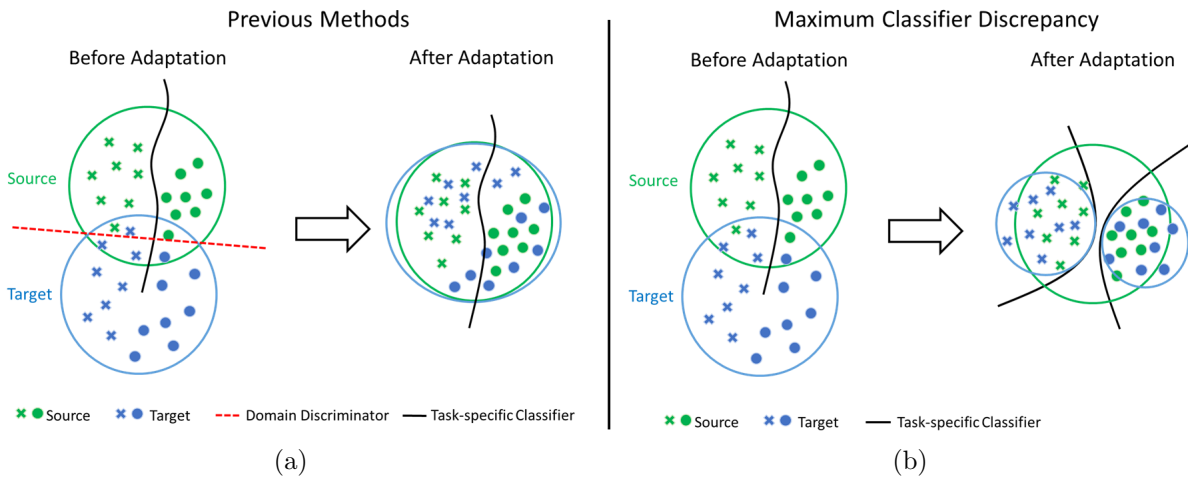 Previous Methods
Before Adaptation
After Adaptation
Source
Target
Source
Target
Domain Discriminator
Task-specific Classifier
(a)
Maximum Classifier Discrepancy
Before Adaptation
After Adaptation
Source
Target
Source
Target
Task-specific Classifier
(b)